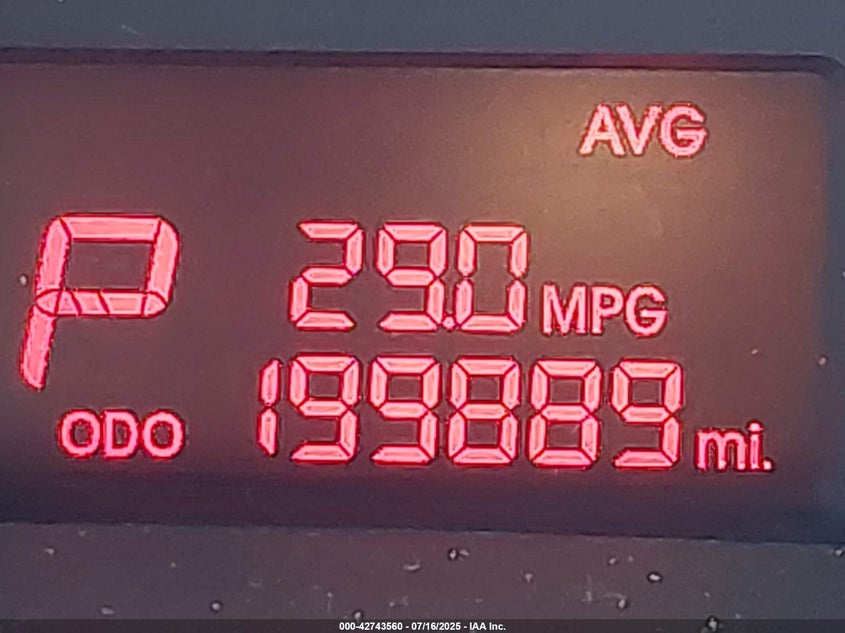 AVG
P
29.0 MPG
199889 mi.
ODO
000-42743560 - 07/16/2025 - IAA Inc.